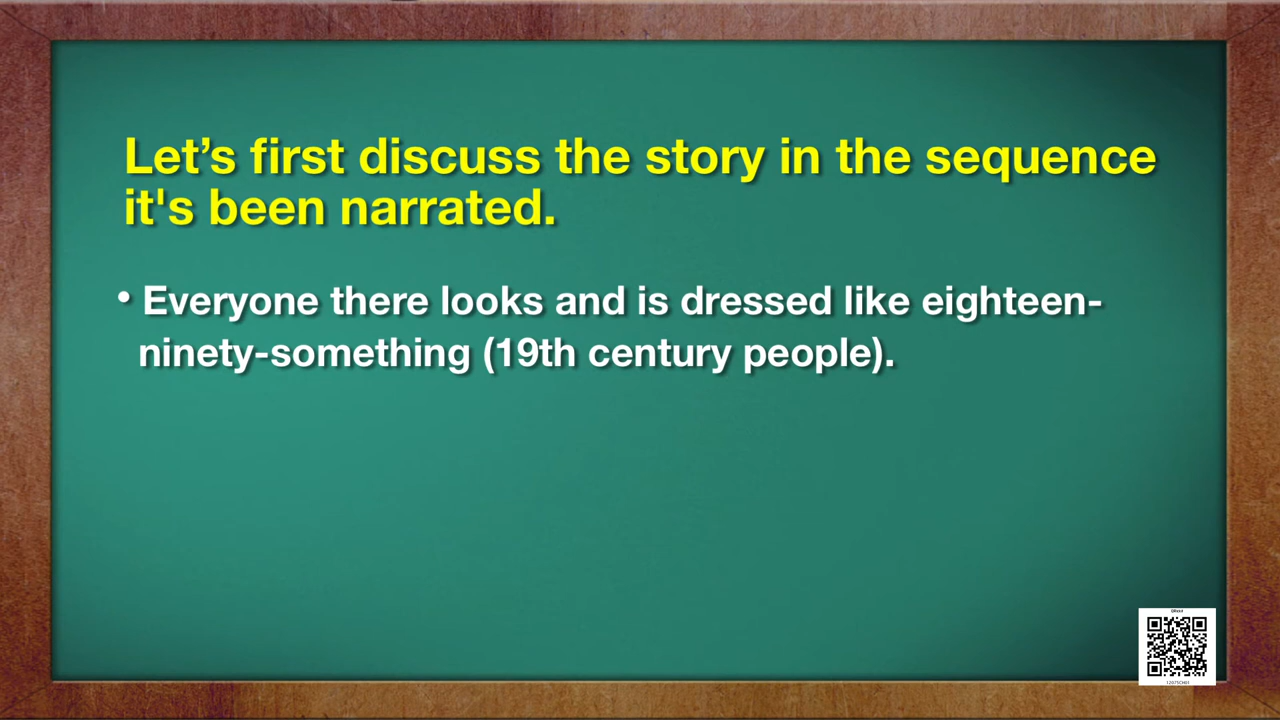 Let’s first discuss the story in the sequence
it's been narrated.
• Everyone there looks and is dressed like eighteen-
ninety-something (19th century people).